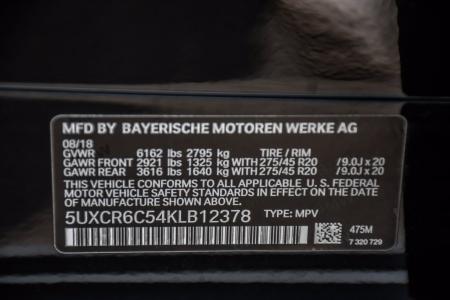 MFD BY BAYERISCHE MOTOREN WERKE AG
08/18
GVWR 6162 lbs 2795 kg TIRE / RIM
GAWR FRONT 2921 lbs 1325 kg WITH 275/45 R20 /9.0J x 20
GAWR REAR 3616 lbs 1640 kg WITH 275/45 R20 /9.0J x 20
THIS VEHICLE CONFORMS TO ALL APPLICABLE U.S. FEDERAL
MOTOR VEHICLE SAFETY STANDARDS IN EFFECT ON THE DATE
OF MANUFACTURE SHOWN ABOVE.
5UXCR6C54KLB12378 TYPE: MPV
475M
7 320 729